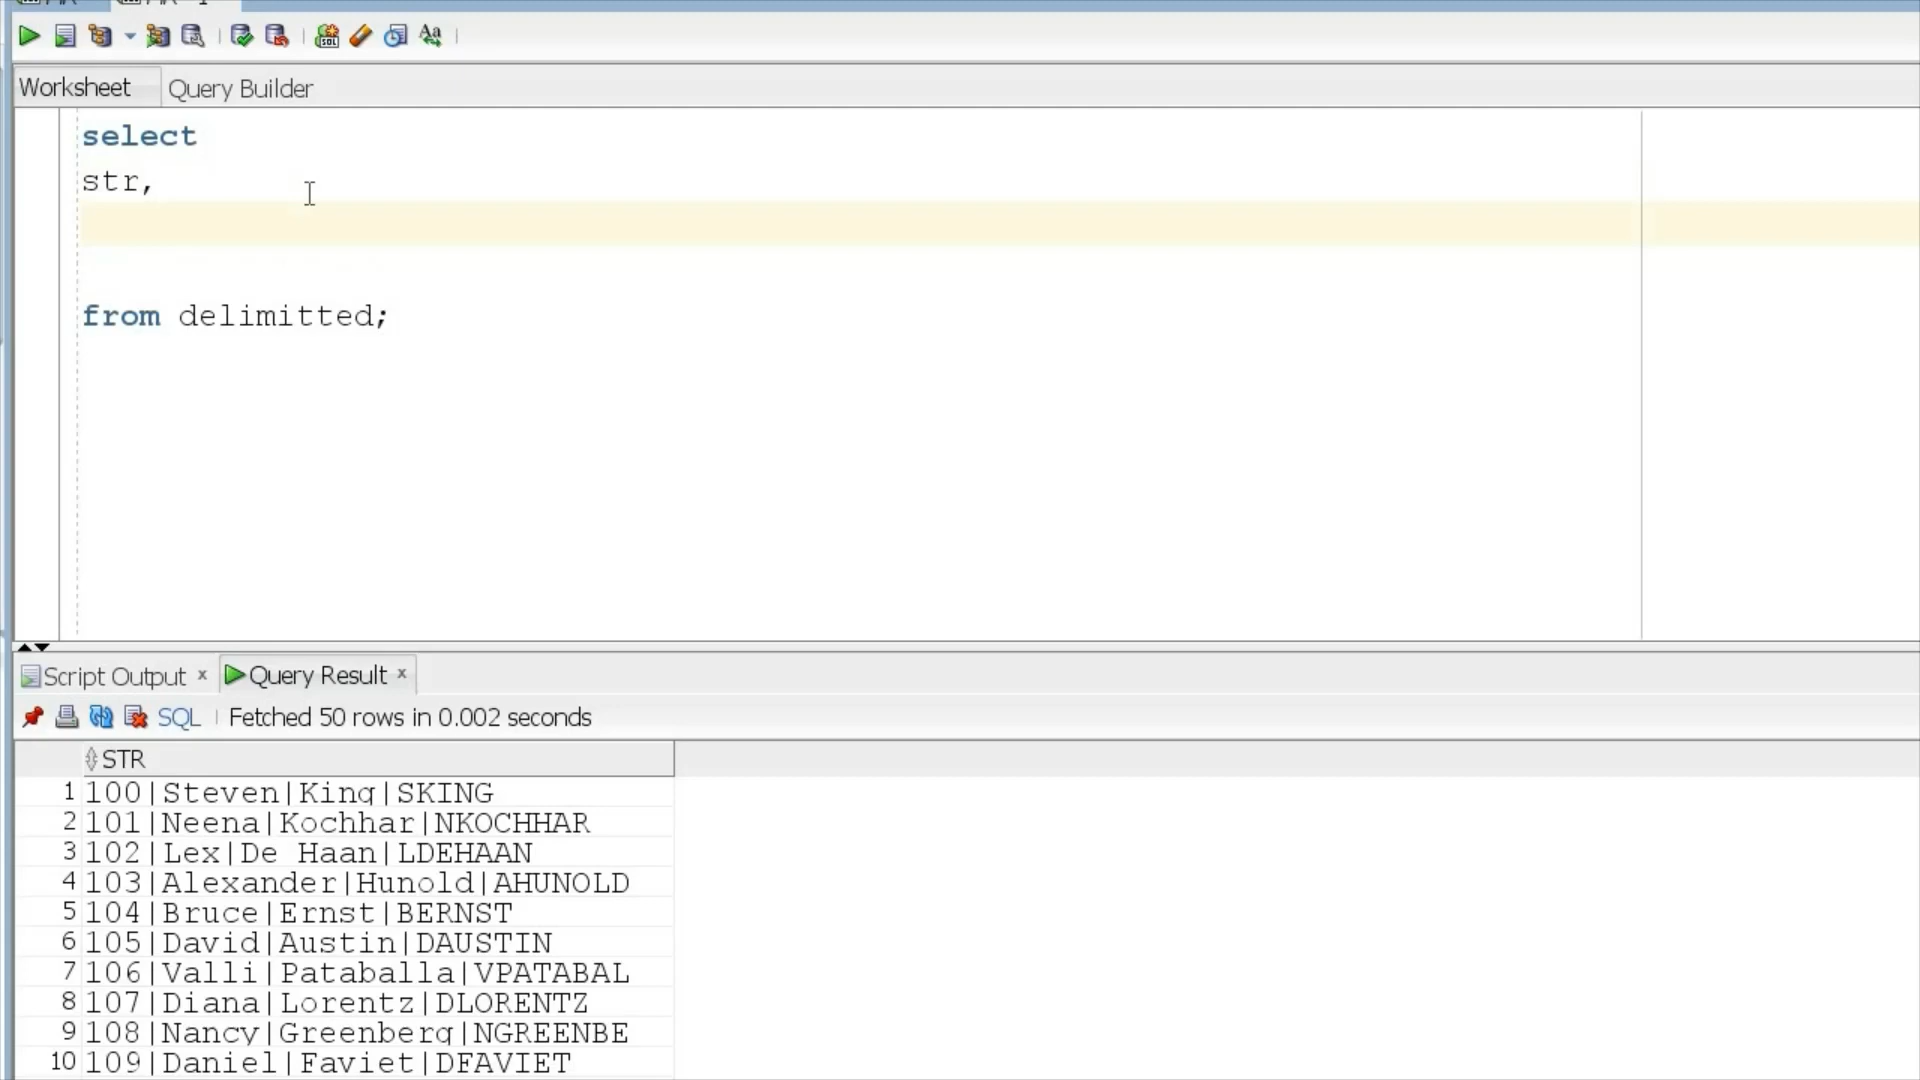 Worksheet Query Builder
select
str,
from delimitted;
Script Output x Query Result x
SQL Fetched 50 rows in 0.002 seconds
STR
1 100|Steven|King|SKING
2 101|Neena|Kochhar|NKOCHHAR
3 102|Lex|De Haan|LDEHAAN
4 103|Alexander|Hunold|AHUNOLD
5 104|Bruce|Ernst|BERNST
6 105|David|Austin|DAUSTIN
7 106|Valli|Pataballa|VPATABAL
8 107|Diana|Lorentz|DLORENTZ
9 108|Nancy|Greenberg|NGREENBE
10 109|Daniel|Faviet|DFAVIET